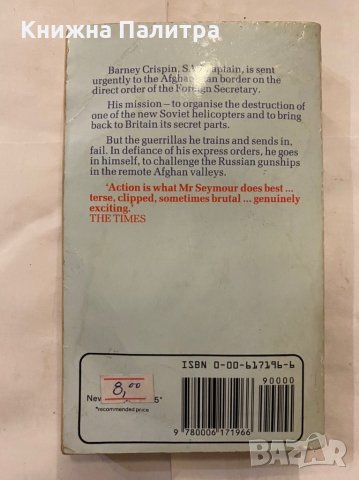 Книжна Палитра
Barney Crispin, captain, is sent
urgently to the Afghan border on the
direct order of the Foreign Secretary.
His mission – to organise the destruction of
one of the new Soviet helicopters and to bring
back to Britain its secret parts.
But the guerrillas he trains and sends in,
fail. In defiance of his express orders, he goes
in himself, to challenge the Russian gunships
in the remote Afghan valleys.
‘Action is what Mr Seymour does best ...
terse, clipped, sometimes brutal ... genuinely
exciting.’
THE TIMES
ISBN 0-00-617196-6
90000
8,00
*recommended price
9 780006 171966
bazar